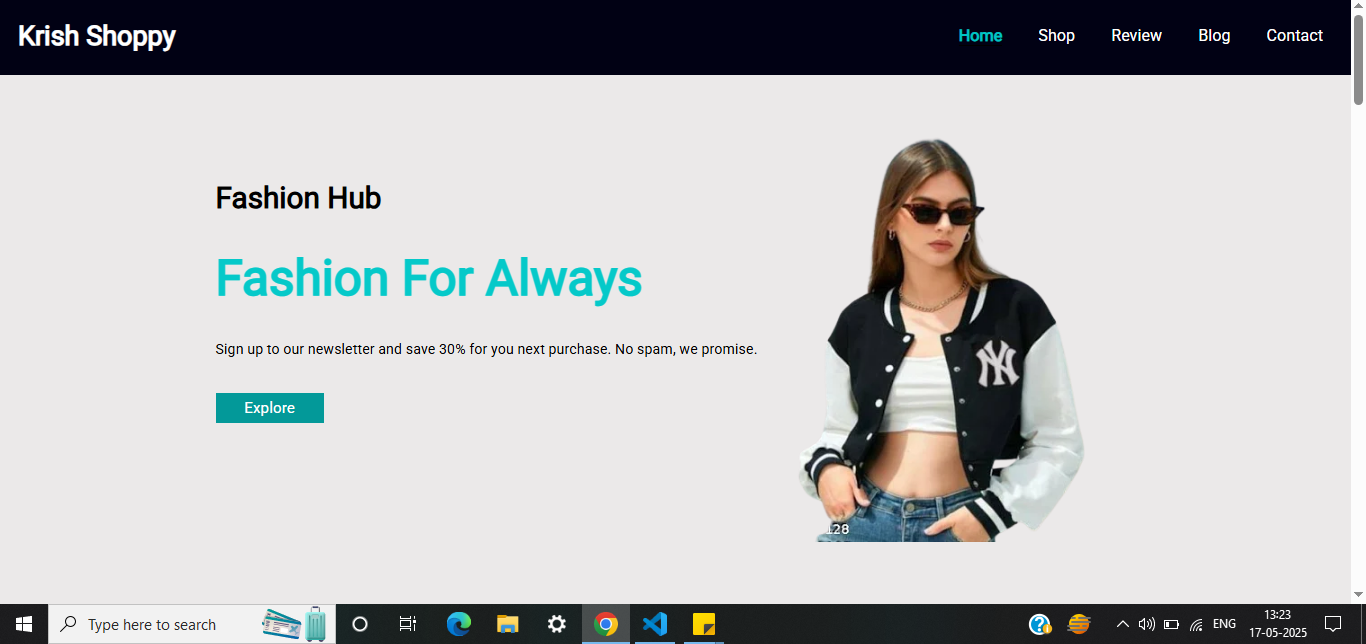 Krish Shoppy
Home Shop Review Blog Contact
Fashion Hub
Fashion For Always
Sign up to our newsletter and save 30% for you next purchase. No spam, we promise.
Explore
NY
128
Type here to search
ENG
13:23
17-05-2025